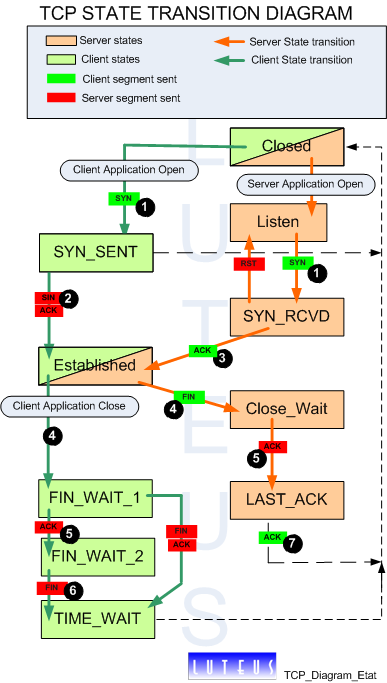 TCP STATE TRANSITION DIAGRAM
Server states
Server State transition
Client states
Client State transition
Client segment sent
Server segment sent
LUTEUS
Closed
Client Application Open
Server Application Open
SYN
1
Listen
SYN_SENT
RST
SYN
1
SIN
ACK
2
SYN_RCVD
ACK
3
Established
Client Application Close
FIN
4
Close_Wait
4
ACK
5
FIN_WAIT_1
LAST_ACK
ACK
5
FIN
ACK
ACK
7
FIN_WAIT_2
FIN
6
TIME_WAIT
LUTEUS
TCP_Diagram_Etat